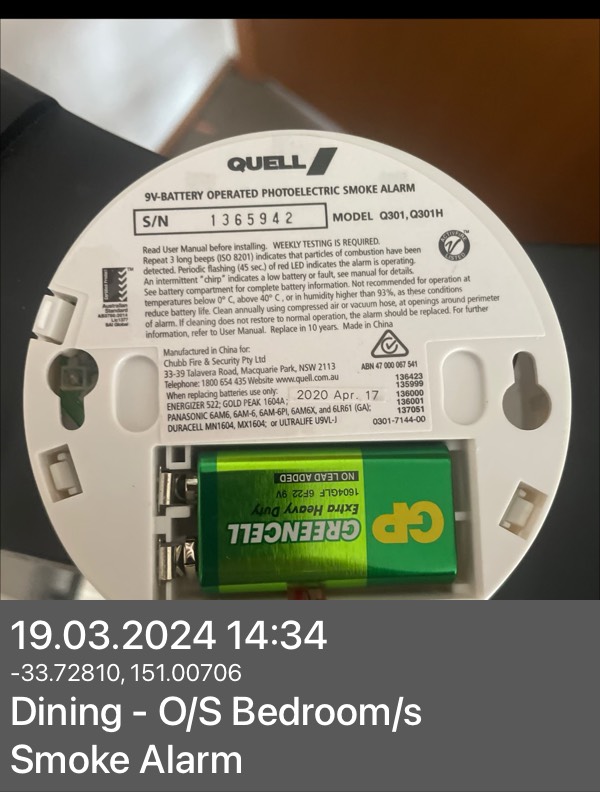 QUELL
9V-BATTERY OPERATED PHOTOELECTRIC SMOKE ALARM
S/N 1365942 MODEL Q301, Q301H
Read User Manual before installing. WEEKLY TESTING IS REQUIRED.
Repeat 3 long beeps (ISO 8201) indicates that particles of combustion have been
detected. Periodic flashing (45 sec.) of red LED indicates the alarm is operating.
An intermittent "chirp" indicates a low battery or fault, see manual for details.
See battery compartment for complete battery information. Not recommended for operation at
temperatures below 0° C, above 40° C , or in humidity higher than 93%, as these conditions
reduce battery life. Clean annually using compressed air or vacuum hose, at openings around perimeter
of alarm. If cleaning does not restore to normal operation, the alarm should be replaced. For further
information, refer to User Manual. Replace in 10 years. Made in China
ACTIVFIRE
Australian
Standard
SAI Global
Manufactured in China for:
Chubb Fire & Security Pty Ltd
33-39 Talavera Road, Macquarie Park, NSW 2113
Telephone: 1800 654 435 Website www.quell.com.au
When replacing batteries use only:
ENERGIZER 522; GOLD PEAK 1604A;
PANASONIC 6AM6, 6AM-6, 6AM-6PI, 6AM6X, and 6LR61 (GA);
DURACELL MN1604, MX1604; or ULTRALIFE U9VL-J
2020 Apr. 17
ABN 47 000 067 541
136423
135999
136000
136001
137051
0301-7144-00
GP
GREENCELL
Extra Heavy Duty
1604GLF 6F22 9V
NO LEAD ADDED
19.03.2024 14:34
-33.72810, 151.00706
Dining - O/S Bedroom/s
Smoke Alarm